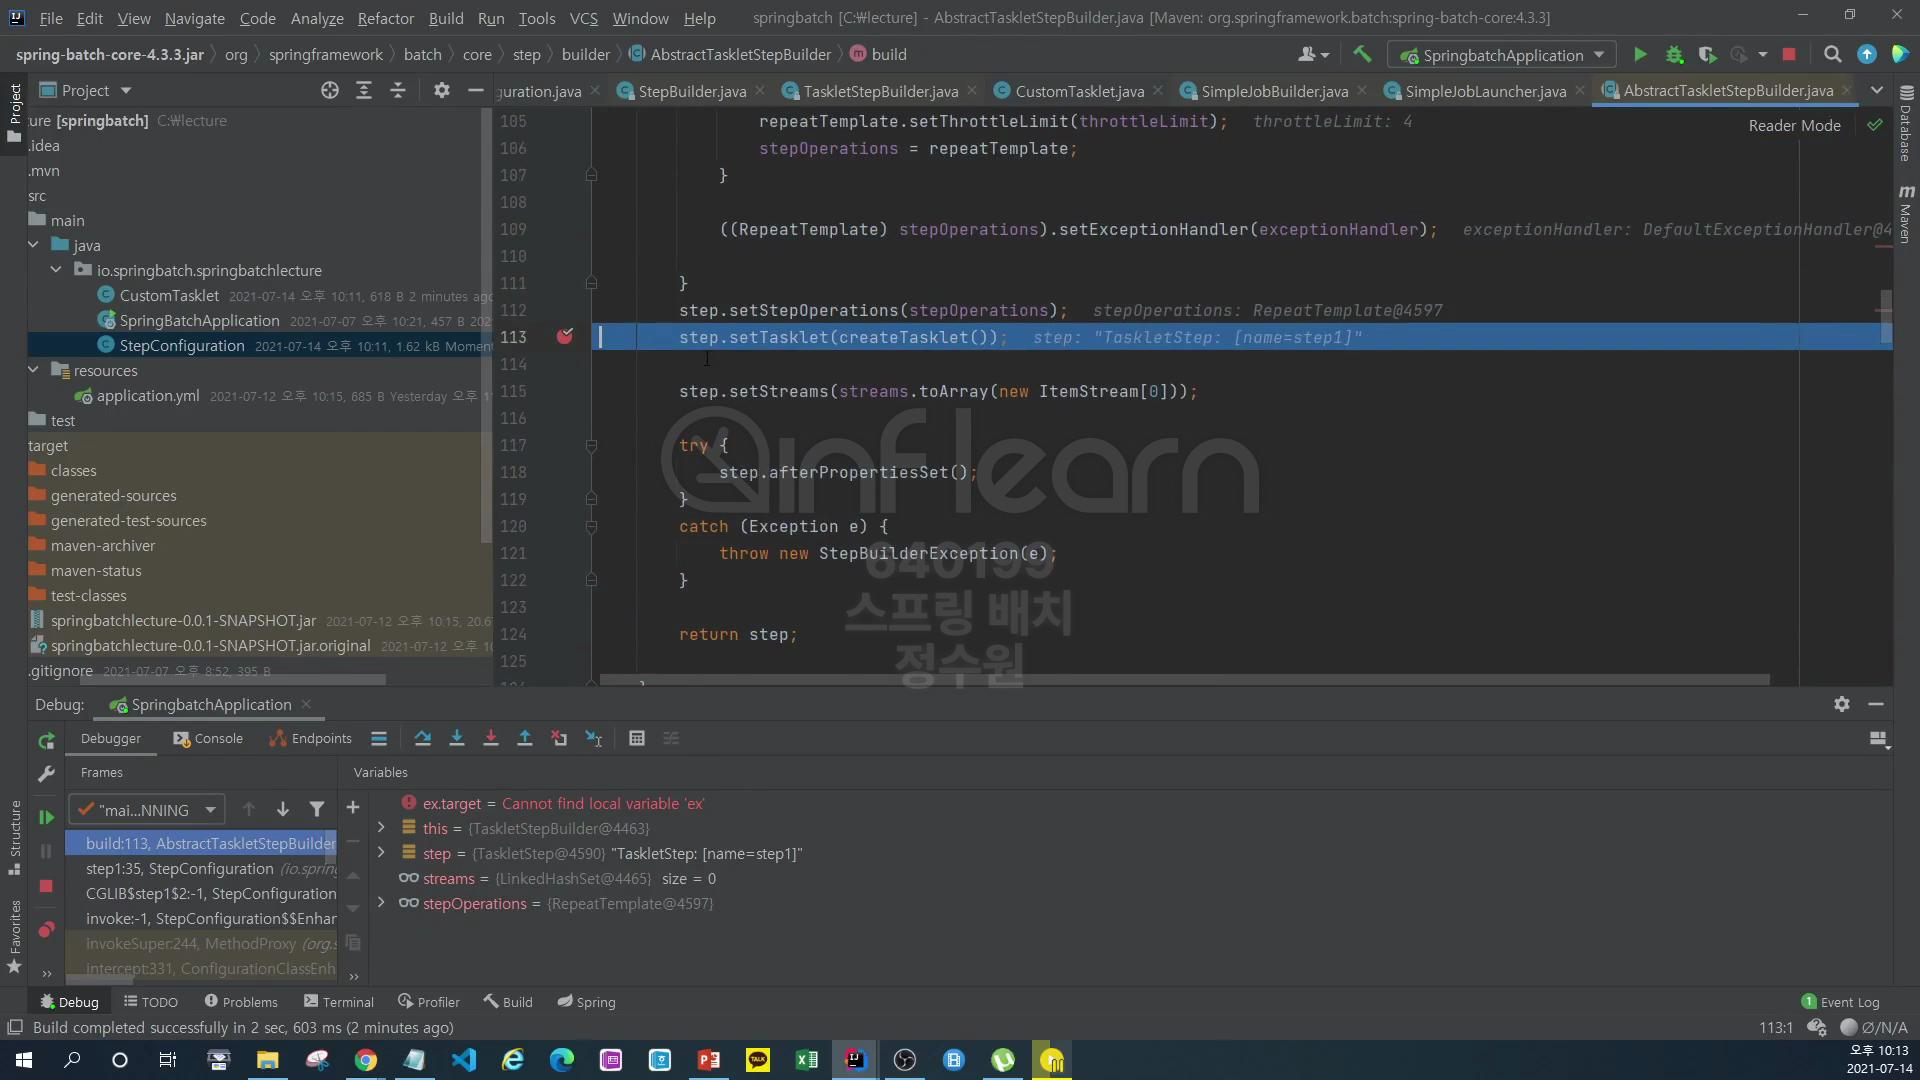 File Edit View Navigate Code Analyze Refactor Build Run Tools VCS Window Help springbatch [C:₩lecture] - AbstractTaskletStepBuilder.java [Maven: org.springframework.batch:spring-batch-core:4.3.3]
spring-batch-core-4.3.3.jar org springframework batch core step builder AbstractTaskletStepBuilder build SpringbatchApplication
Project
guration.java StepBuilder.java TaskletStepBuilder.java CustomTasklet.java SimpleJobBuilder.java SimpleJobLauncher.java AbstractTaskletStepBuilder.java
Reader Mode
ure [springbatch] C:₩lecture
.idea
.mvn
src
main
java
io.springbatch.springbatchlecture
CustomTasklet 2021-07-14 오후 10:11, 618 B 2 minutes ago
SpringBatchApplication 2021-07-07 오후 10:21, 457 B 202
StepConfiguration 2021-07-14 오후 10:11, 1.62 kB Momen
resources
application.yml 2021-07-12 오후 10:15, 685 B Yesterday 오후
test
target
classes
generated-sources
generated-test-sources
maven-archiver
maven-status
test-classes
springbatchlecture-0.0.1-SNAPSHOT.jar 2021-07-12 오후 10:15, 20.6
springbatchlecture-0.0.1-SNAPSHOT.jar.original 2021-07-12 오후 10
.gitignore 2021-07-07 오후 8:52, 395 B
105 repeatTemplate.setThrottleLimit(throttleLimit); throttleLimit: 4
106 stepOperations = repeatTemplate;
107 }
108
109 ((RepeatTemplate) stepOperations).setExceptionHandler(exceptionHandler); exceptionHandler: DefaultExceptionHandler@4
110
111 }
112 step.setStepOperations(stepOperations); stepOperations: RepeatTemplate@4597
113 step.setTasklet(createTasklet()); step: "TaskletStep: [name=step1]"
114
115 step.setStreams(streams.toArray(new ItemStream[0]));
116
117 try {
118 step.afterPropertiesSet();
119 }
120 catch (Exception e) {
121 throw new StepBuilderException(e);
122 }
123
124 return step;
125
inflearn
640199
스프링 배치
정수원
Project
Structure
Favorites
Database
Maven
Debug: SpringbatchApplication
Debugger Console Endpoints
Frames Variables
"mai...NNING
build:113, AbstractTaskletStepBuilder
step1:35, StepConfiguration (io.spring
CGLIB$step1$2:-1, StepConfiguration
invoke:-1, StepConfiguration$$Enhan
invokeSuper:244, MethodProxy (org.s
intercept:331, ConfigurationClassEnh
ex.target = Cannot find local variable 'ex'
this = {TaskletStepBuilder@4463}
step = {TaskletStep@4590} "TaskletStep: [name=step1]"
streams = {LinkedHashSet@4465} size = 0
stepOperations = {RepeatTemplate@4597}
Debug TODO Problems Terminal Profiler Build Spring 1 Event Log
Build completed successfully in 2 sec, 603 ms (2 minutes ago) 113:1 Ø/N/A
TALK
오후 10:13
2021-07-14